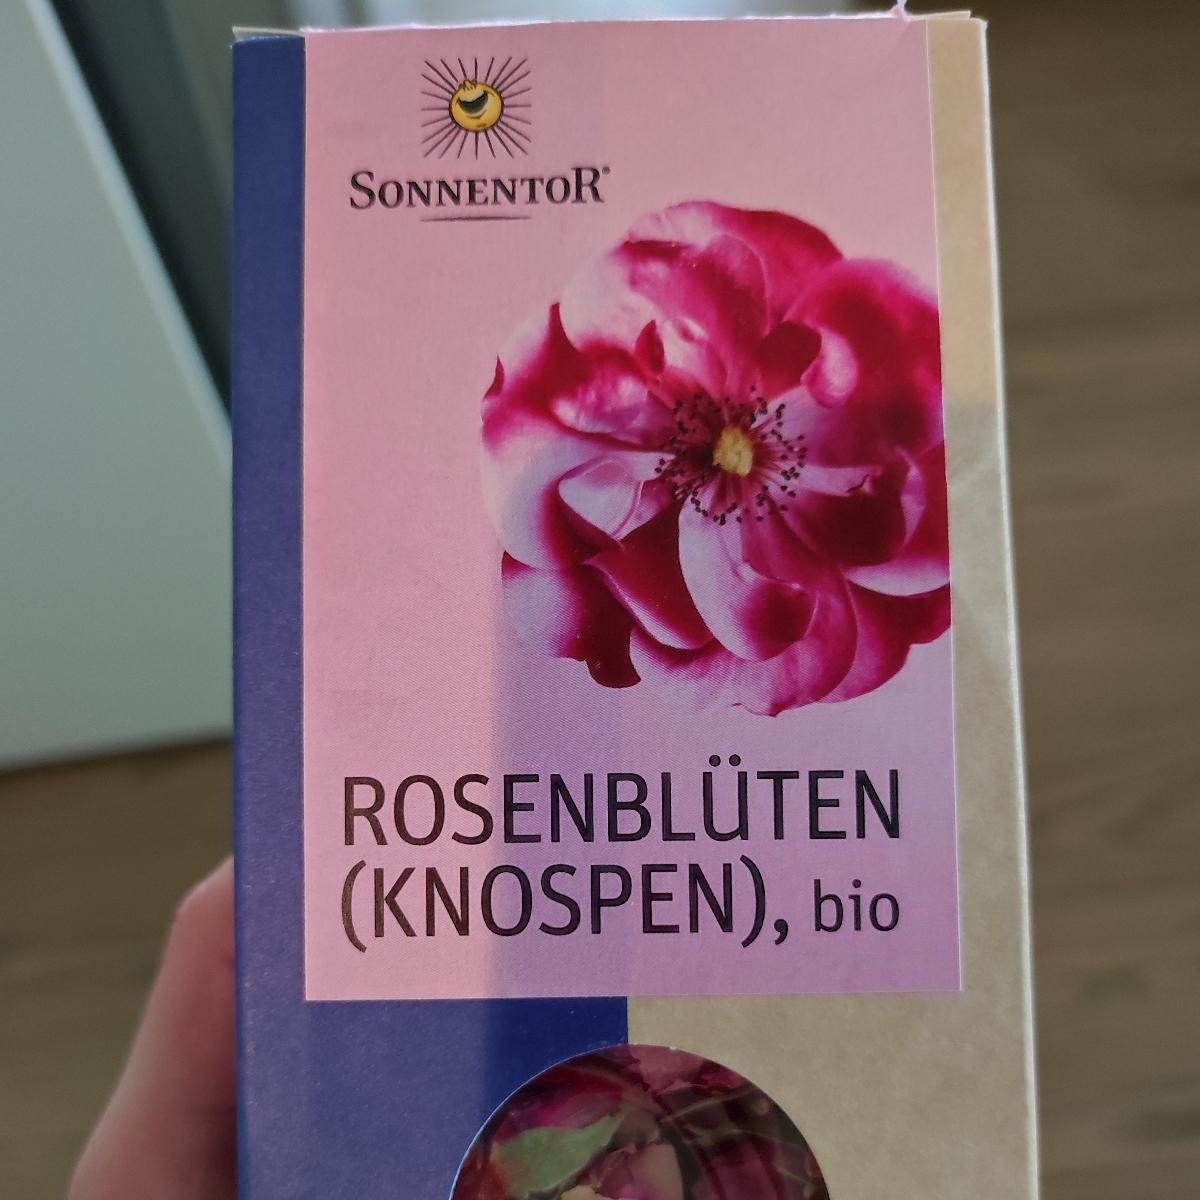 SONNENTOR®
ROSENBLÜTEN
(KNOSPEN), bio